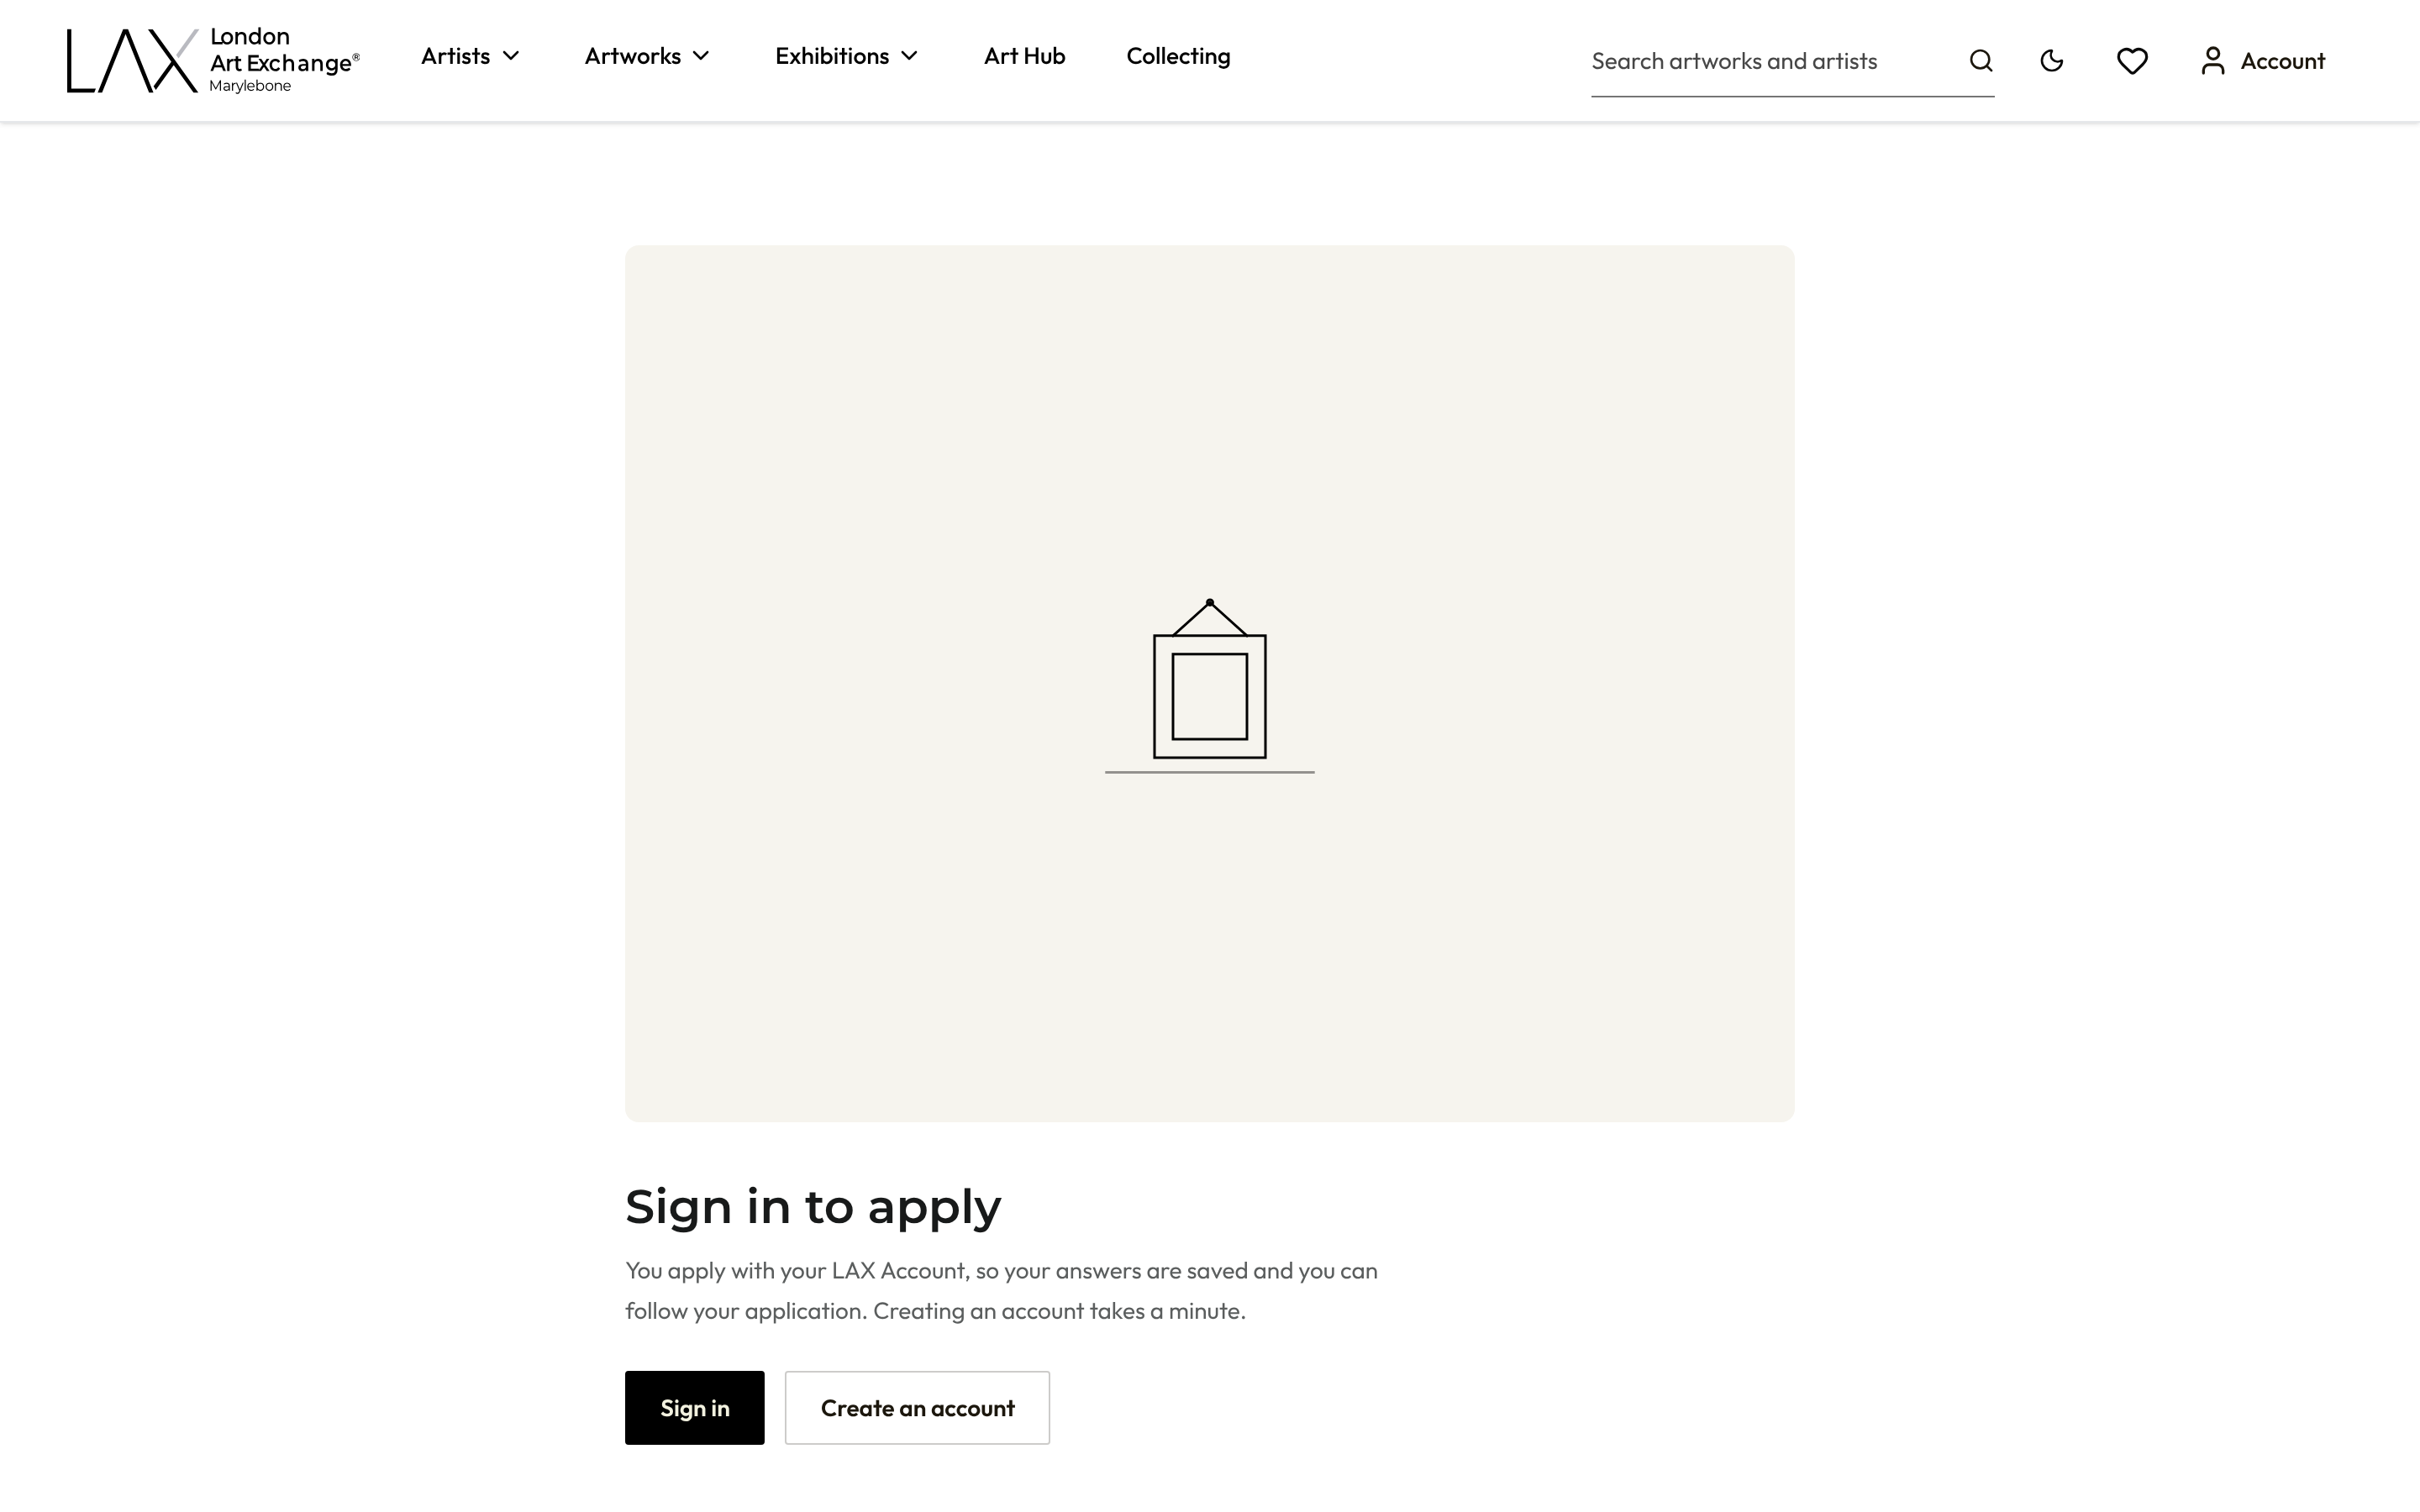 LAX
London
Art Exchange®
Marylebone
Artists
Artworks
Exhibitions
Art Hub
Collecting
Search artworks and artists
Account
Sign in to apply
You apply with your LAX Account, so your answers are saved and you can
follow your application. Creating an account takes a minute.
Sign in
Create an account